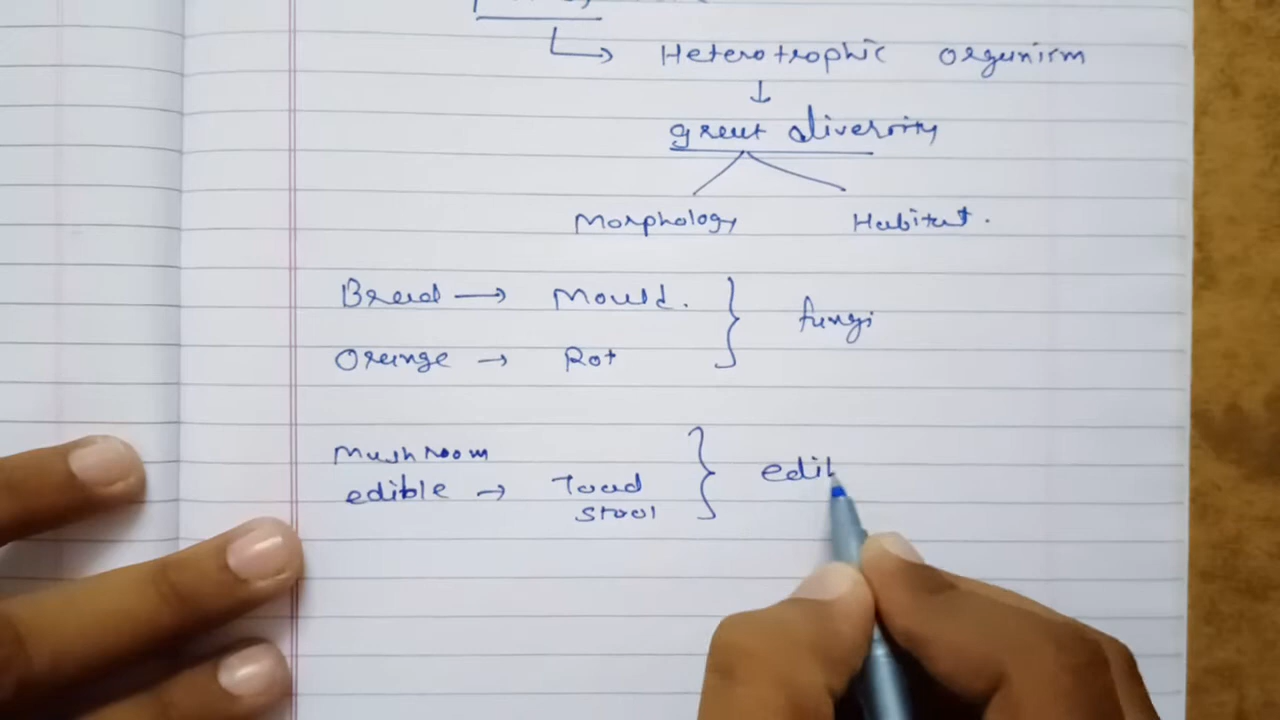 Heterotrophic organism
↓
great diversity
Morphology Habitat.
Bread → Mould. } fungi
Orange → Rot
Mushroom
edible → Toad } edib
Stool